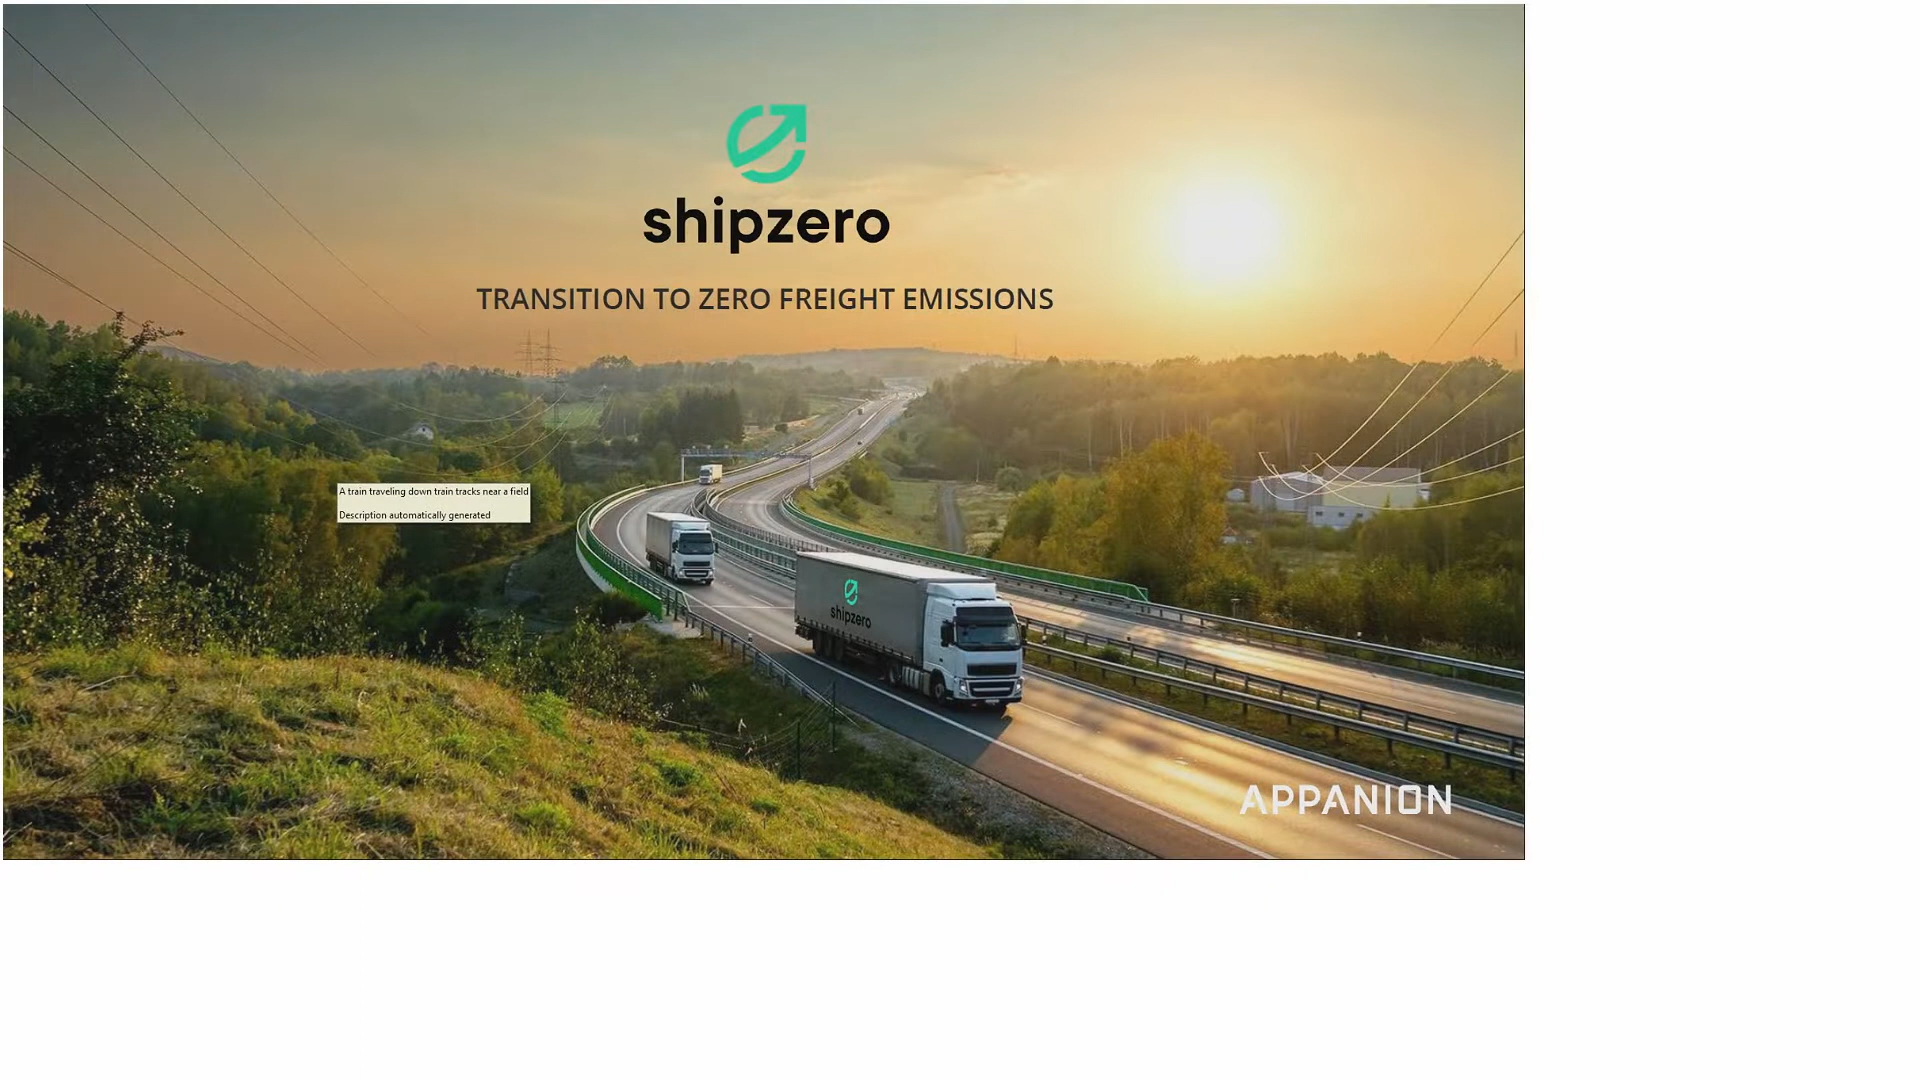 shipzero
TRANSITION TO ZERO FREIGHT EMISSIONS
A train traveling down train tracks near a field
Description automatically generated
shipzero
APPANION